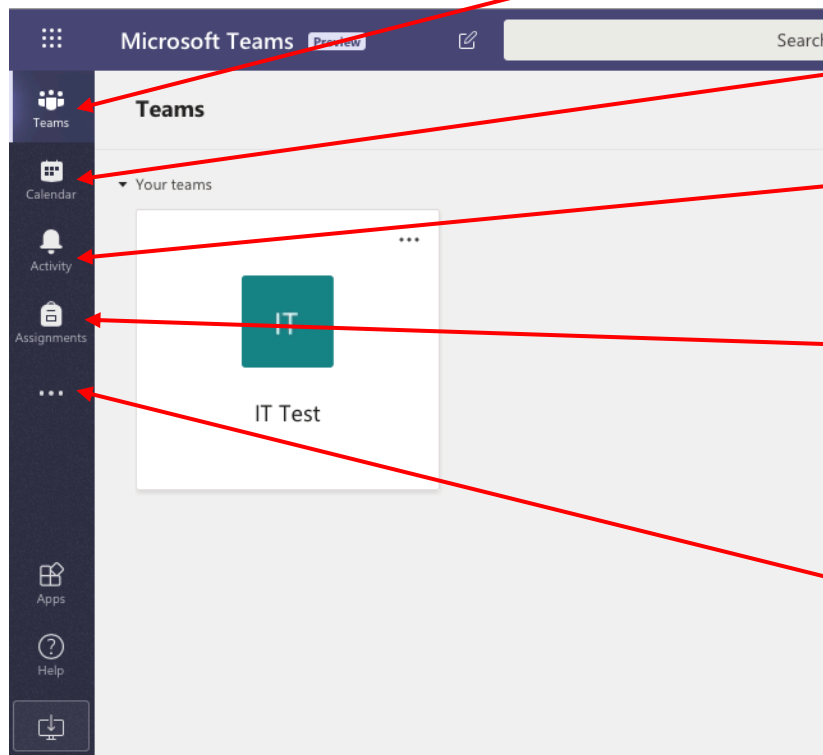 Microsoft Teams Preview
Search
Teams
Teams
Calendar
Your teams
Activity
IT
Assignments
IT Test
Apps
Help